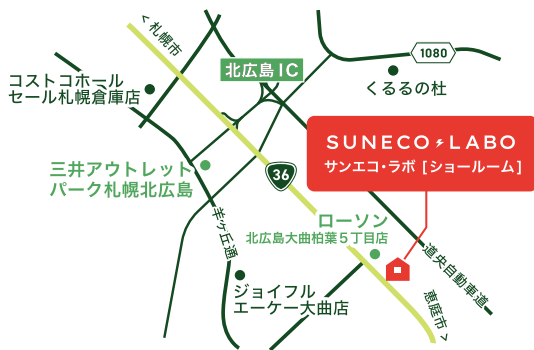 < 札幌市
1080
北広島IC
コストコホール
セール札幌倉庫店
くるるの杜
SUNECO LABO
サンエコ・ラボ [ショールーム]
三井アウトレット
パーク札幌北広島
36
ローソン
北広島大曲柏葉5丁目店
羊ヶ丘通
道央自動車道
ジョイフル
エーケー大曲店
恵庭市 >